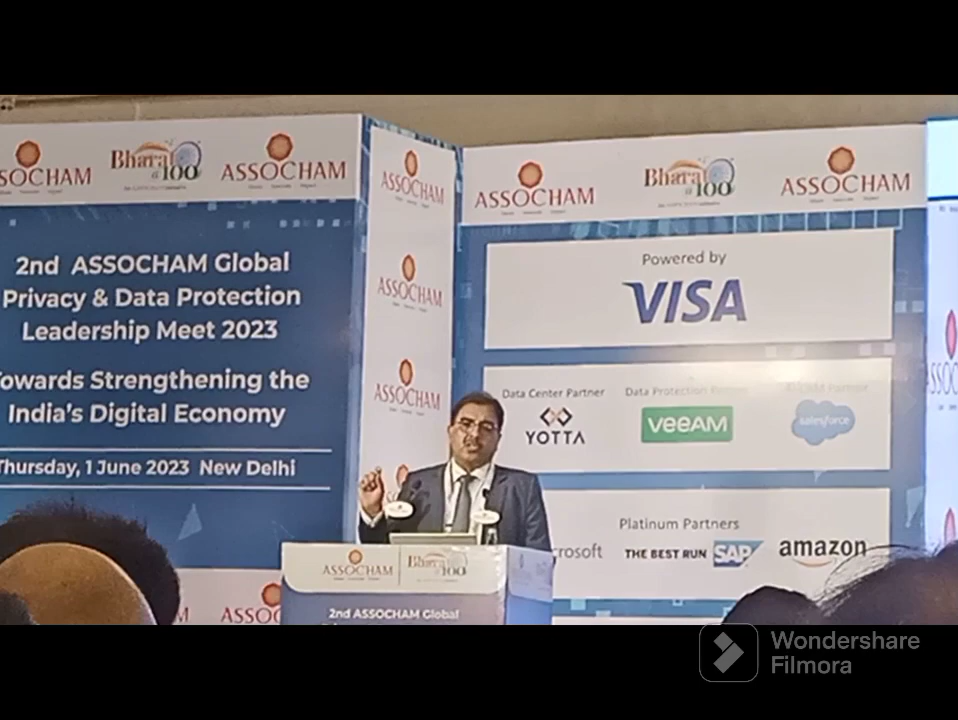 ASSOCHAM
Bharat
@100
ASSOCHAM
ASSOCHAM
ASSOCHAM
Bharat
@100
ASSOCHAM
2nd ASSOCHAM Global
Privacy & Data Protection
Leadership Meet 2023
Towards Strengthening the
India's Digital Economy
Thursday, 1 June 2023 New Delhi
ASSOCHAM
ASSOCHAM
Powered by
VISA
Data Center Partner
YOTTA
Data Protection Partner
veeam
Partner
salesforce
Platinum Partners
crosoft
THE BEST RUN SAP
amazon
ASSOCHAM
Bharat
@100
2nd ASSOCHAM Global
ASSO
Wondershare
Filmora